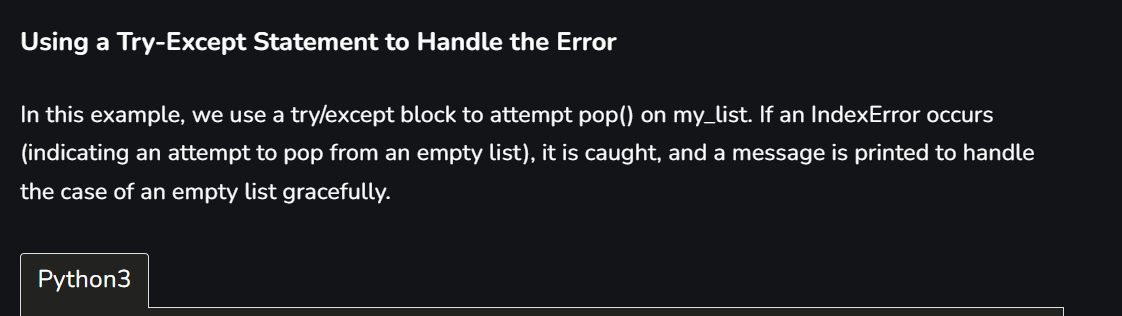 Using a Try-Except Statement to Handle the Error
In this example, we use a try/except block to attempt pop() on my_list. If an IndexError occurs
(indicating an attempt to pop from an empty list), it is caught, and a message is printed to handle
the case of an empty list gracefully.
Python3